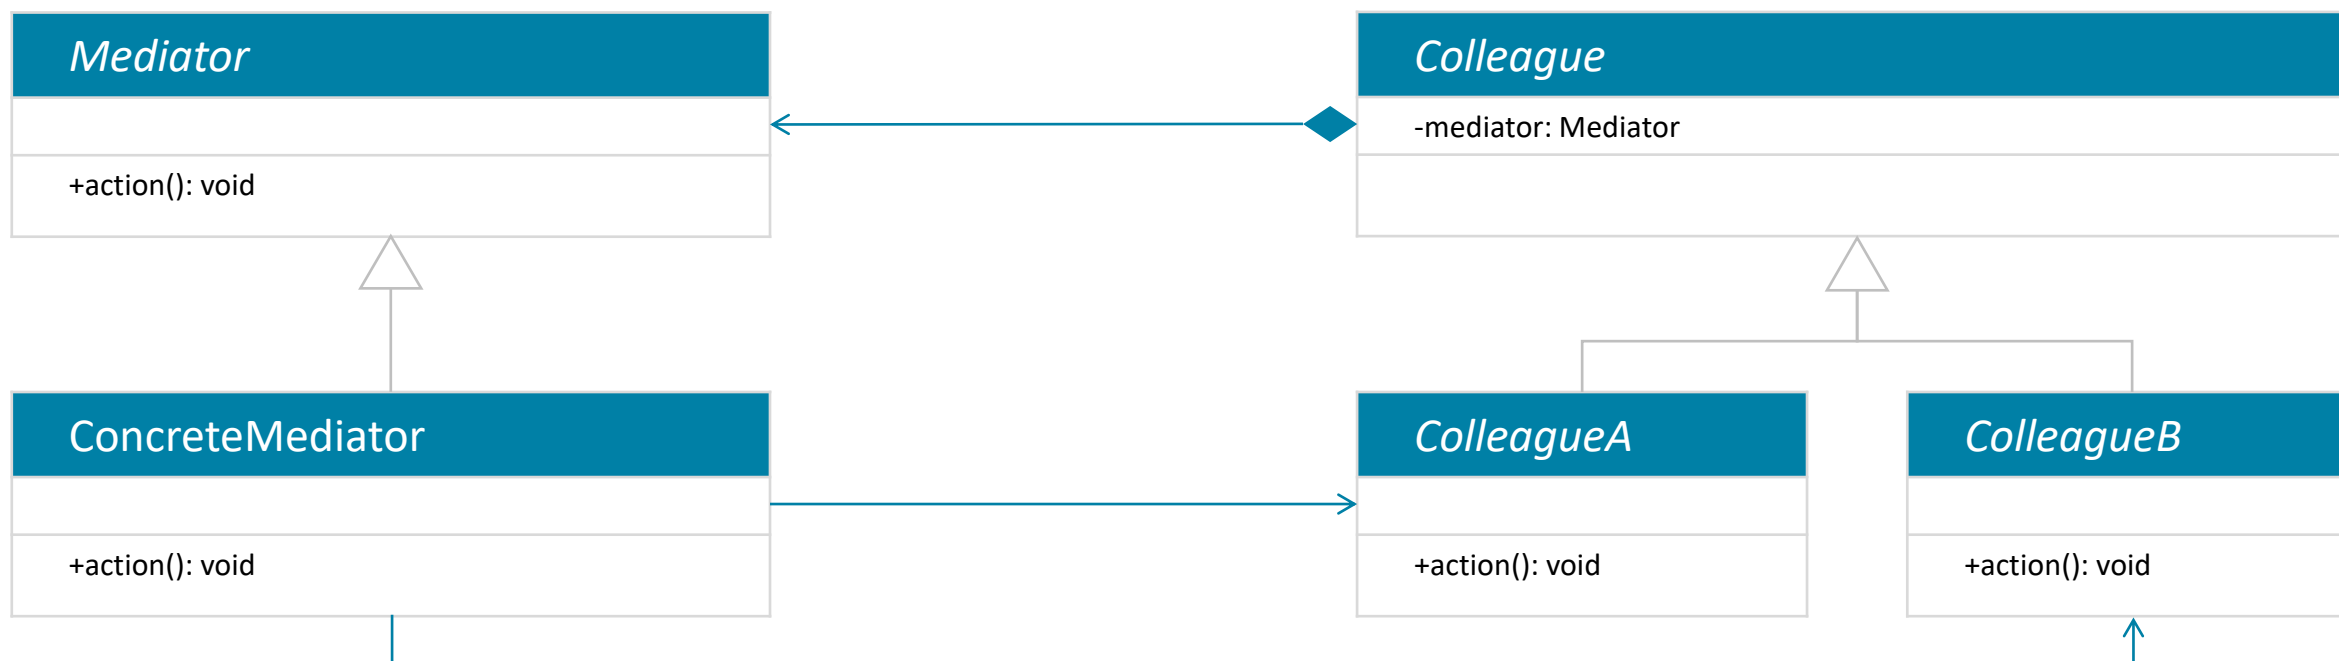 Mediator
+action(): void
Colleague
-mediator: Mediator
ConcreteMediator
+action(): void
ColleagueA
+action(): void
ColleagueB
+action(): void